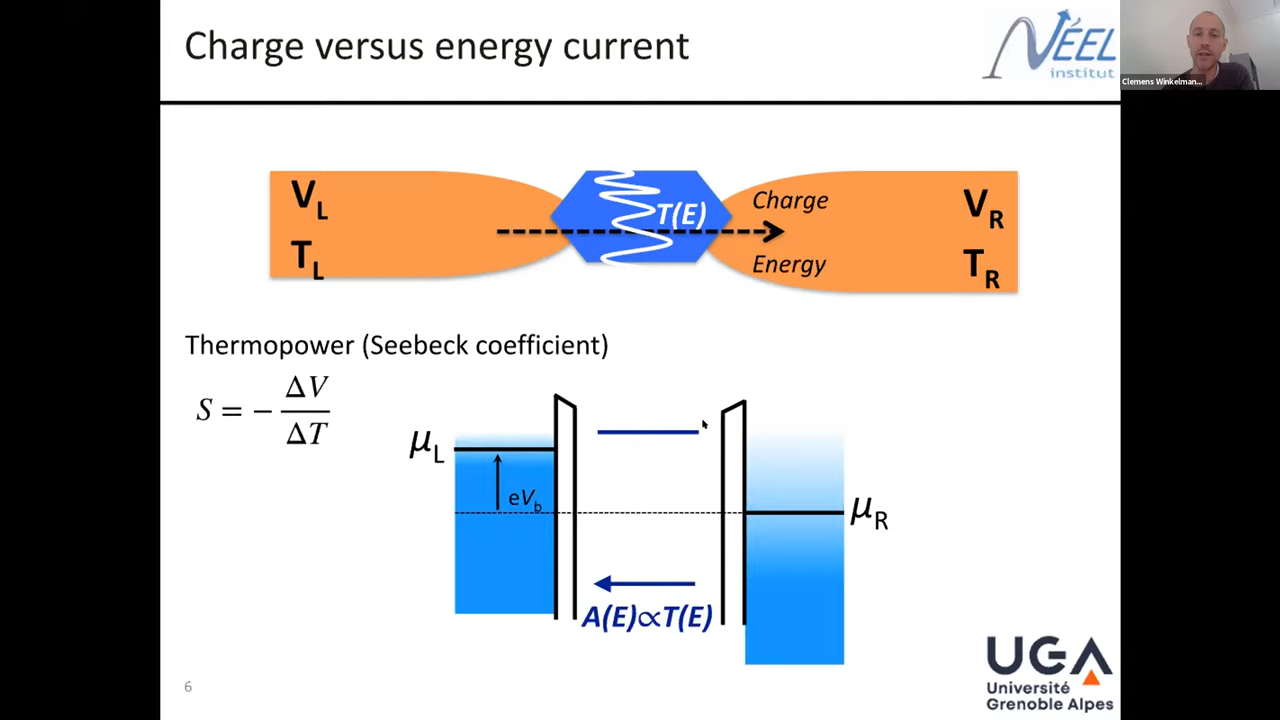 Charge versus energy current
NÉEL
institut
Clemens Winkelman...
V_L
T_L
T(E)
Charge
Energy
V_R
T_R
Thermopower (Seebeck coefficient)
S = − ΔV / ΔT
μ_L
eV_b
μ_R
A(E)∝T(E)
6
UGA
Université
Grenoble Alpes